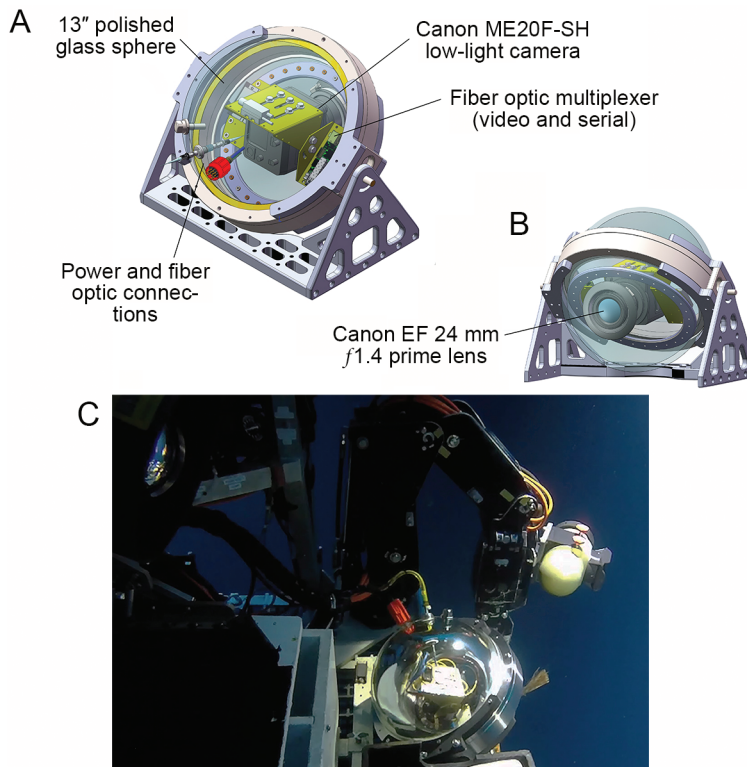 A
13″ polished
glass sphere
Canon ME20F-SH
low-light camera
Fiber optic multiplexer
(video and serial)
Power and fiber
optic connec-
tions
B
Canon EF 24 mm
ƒ1.4 prime lens
C